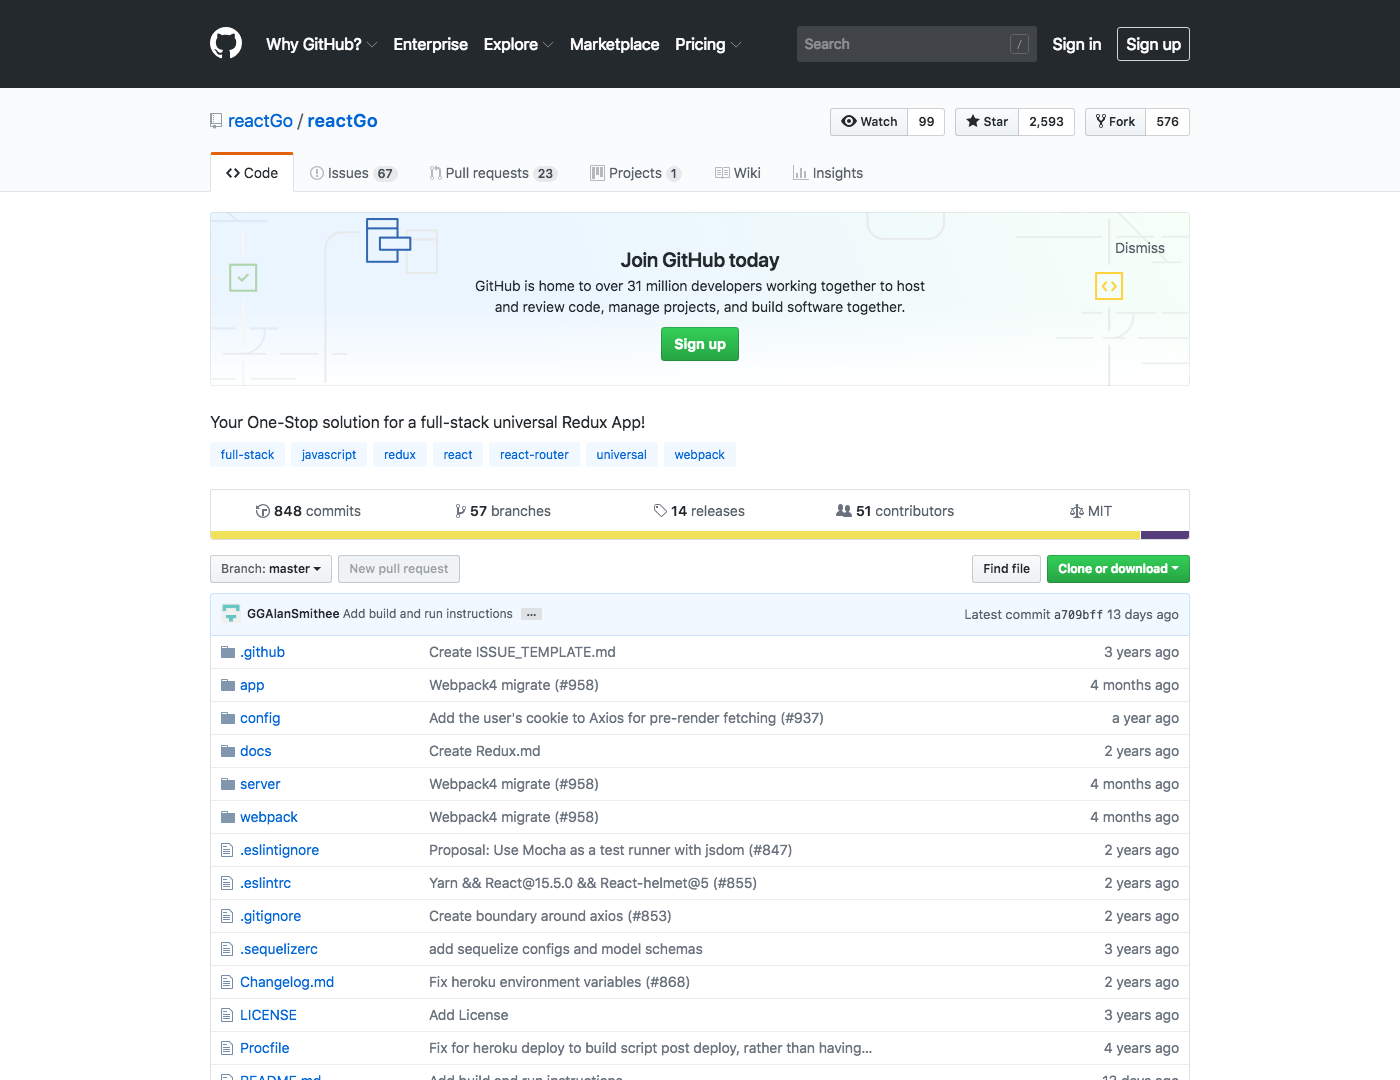 Why GitHub? Enterprise Explore Marketplace Pricing Search / Sign in Sign up
reactGo / reactGo Watch 99 Star 2,593 Fork 576
Code Issues 67 Pull requests 23 Projects 1 Wiki Insights
Dismiss
Join GitHub today
GitHub is home to over 31 million developers working together to host
and review code, manage projects, and build software together.
Sign up
Your One-Stop solution for a full-stack universal Redux App!
full-stack javascript redux react react-router universal webpack
848 commits 57 branches 14 releases 51 contributors MIT
Branch: master New pull request Find file Clone or download
GGAlanSmithee Add build and run instructions … Latest commit a709bff 13 days ago
.github Create ISSUE_TEMPLATE.md 3 years ago
app Webpack4 migrate (#958) 4 months ago
config Add the user's cookie to Axios for pre-render fetching (#937) a year ago
docs Create Redux.md 2 years ago
server Webpack4 migrate (#958) 4 months ago
webpack Webpack4 migrate (#958) 4 months ago
.eslintignore Proposal: Use Mocha as a test runner with jsdom (#847) 2 years ago
.eslintrc Yarn && React@15.5.0 && React-helmet@5 (#855) 2 years ago
.gitignore Create boundary around axios (#853) 2 years ago
.sequelizerc add sequelize configs and model schemas 3 years ago
Changelog.md Fix heroku environment variables (#868) 2 years ago
LICENSE Add License 3 years ago
Procfile Fix for heroku deploy to build script post deploy, rather than having… 4 years ago
README.md Add build and run instructions 13 days ago